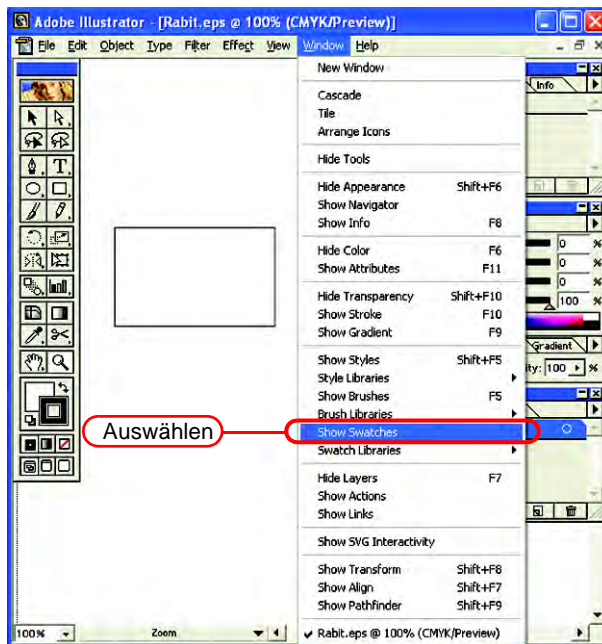 Adobe Illustrator - [Rabit.eps @ 100% (CMYK/Preview)]
File Edit Object Type Filter Effect View Window Help
New Window
Cascade
Tile
Arrange Icons
Hide Tools
Hide Appearance Shift+F6
Show Navigator
Show Info F8
Hide Color F6
Show Attributes F11
Hide Transparency Shift+F10
Show Stroke F10
Show Gradient F9
Show Styles Shift+F5
Style Libraries
Show Brushes F5
Brush Libraries
Show Swatches
Swatch Libraries
Hide Layers F7
Show Actions
Show Links
Show SVG Interactivity
Show Transform Shift+F8
Show Align Shift+F7
Show Pathfinder Shift+F9
✓ Rabit.eps @ 100% (CMYK/Preview)
Auswählen
T
Info
0 %
0 %
0 %
100 %
Gradient
ity: 100 %
100% Zoom